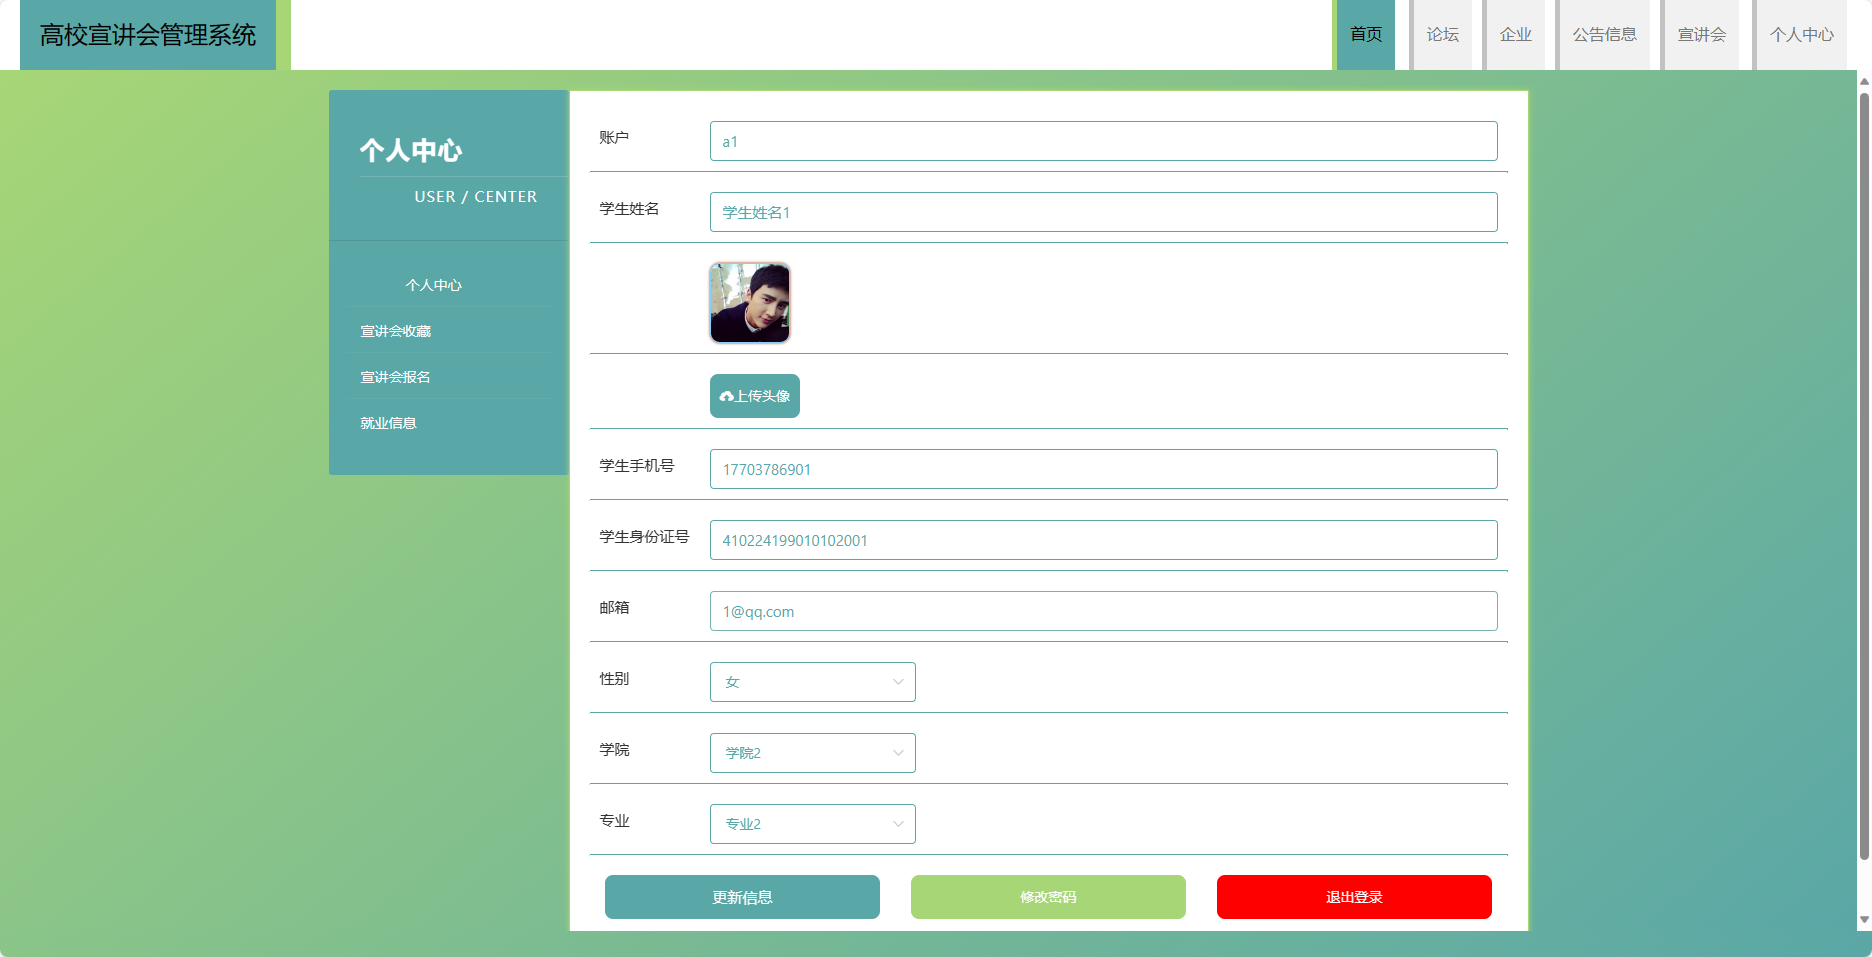 高校宣讲会管理系统
首页
论坛
企业
公告信息
宣讲会
个人中心
个人中心
USER / CENTER
个人中心
宣讲会收藏
宣讲会报名
就业信息
账户
a1
学生姓名
学生姓名1
上传头像
学生手机号
17703786901
学生身份证号
410224199010102001
邮箱
1@qq.com
性别
女
学院
学院2
专业
专业2
更新信息
修改密码
退出登录